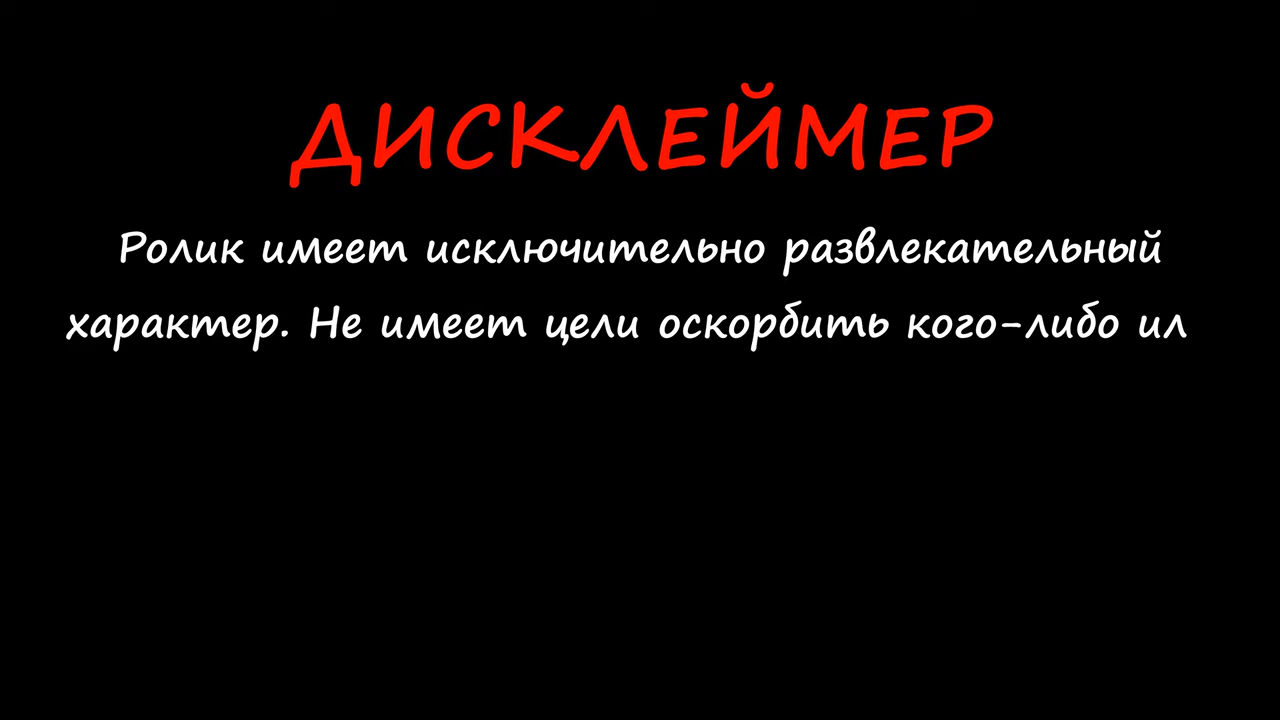 ДИСКЛЕЙМЕР
Ролик имеет исключительно развлекательный
характер. Не имеет цели оскорбить кого-либо ил